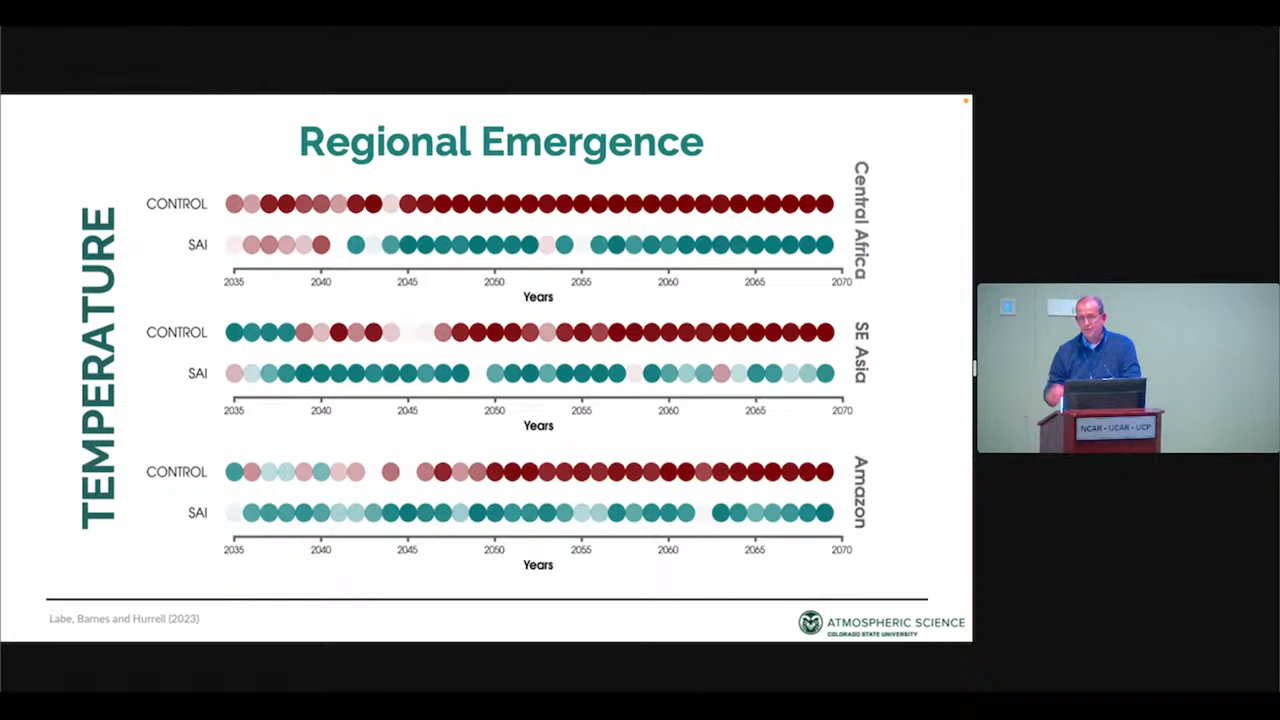 Regional Emergence
TEMPERATURE
CONTROL
SAI
2035 2040 2045 2050 2055 2060 2065 2070
Years
Central Africa
CONTROL
SAI
2035 2040 2045 2050 2055 2060 2065 2070
Years
SE Asia
CONTROL
SAI
2035 2040 2045 2050 2055 2060 2065 2070
Years
Amazon
Labe, Barnes and Hurrell (2023)
ATMOSPHERIC SCIENCE
COLORADO STATE UNIVERSITY
NCAR • UCAR • UCP